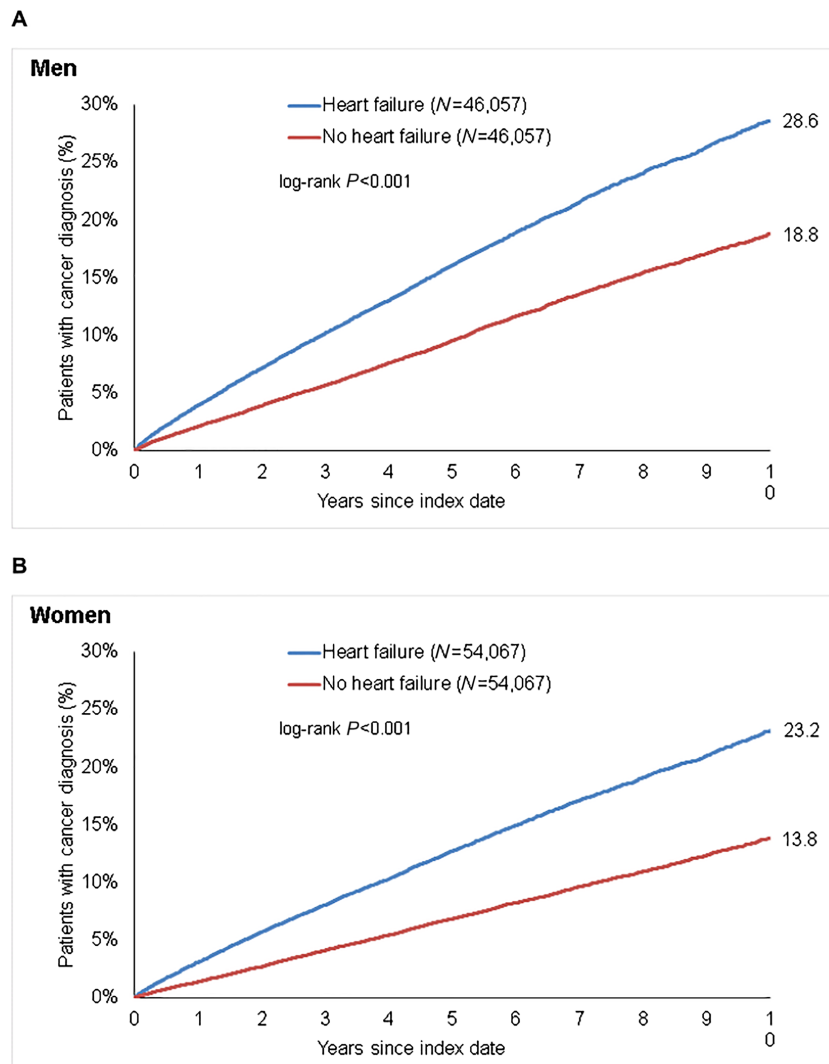 A
Men
30%
Heart failure (N=46,057)
28.6
No heart failure (N=46,057)
25%
log-rank P<0.001
20%
18.8
15%
10%
5%
0%
Patients with cancer diagnosis (%)
0 1 2 3 4 5 6 7 8 9 1
0
Years since index date
B
Women
30%
Heart failure (N=54,067)
No heart failure (N=54,067)
25%
log-rank P<0.001
23.2
20%
15%
13.8
10%
5%
0%
Patients with cancer diagnosis (%)
0 1 2 3 4 5 6 7 8 9 1
0
Years since index date